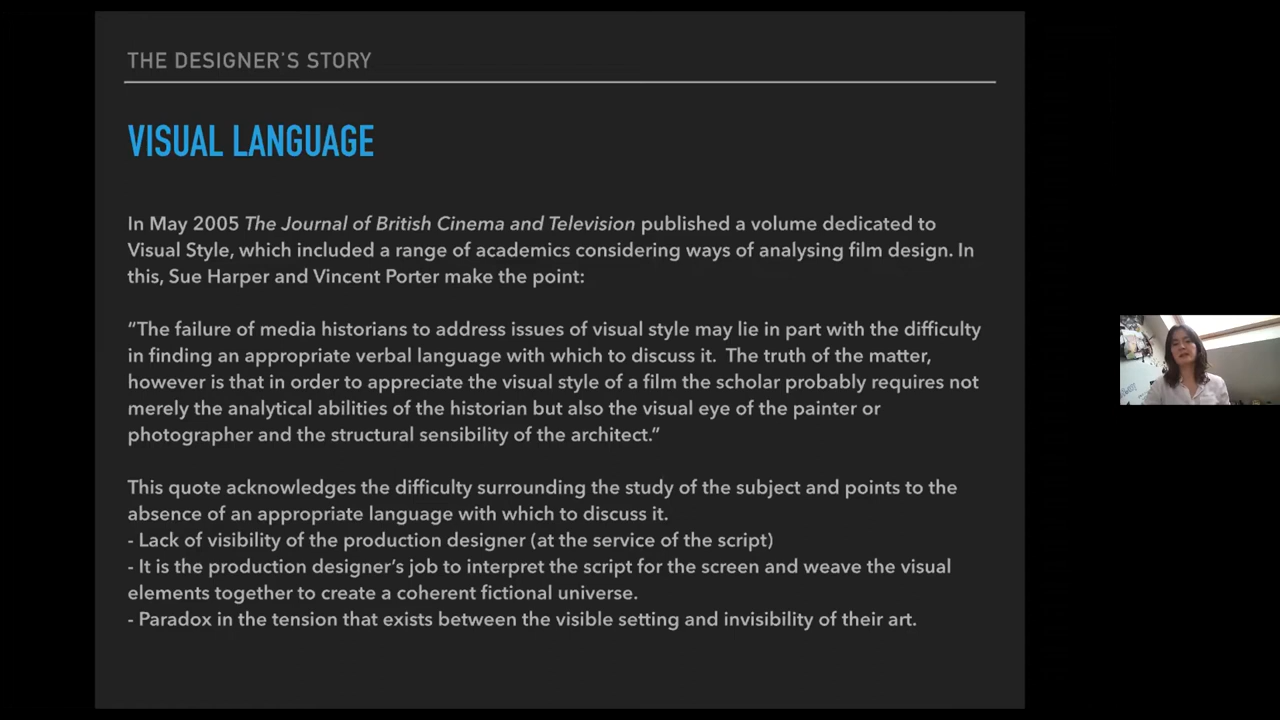 THE DESIGNER'S STORY
VISUAL LANGUAGE
In May 2005 The Journal of British Cinema and Television published a volume dedicated to
Visual Style, which included a range of academics considering ways of analysing film design. In
this, Sue Harper and Vincent Porter make the point:
“The failure of media historians to address issues of visual style may lie in part with the difficulty
in finding an appropriate verbal language with which to discuss it.  The truth of the matter,
however is that in order to appreciate the visual style of a film the scholar probably requires not
merely the analytical abilities of the historian but also the visual eye of the painter or
photographer and the structural sensibility of the architect.”
This quote acknowledges the difficulty surrounding the study of the subject and points to the
absence of an appropriate language with which to discuss it.
- Lack of visibility of the production designer (at the service of the script)
- It is the production designer’s job to interpret the script for the screen and weave the visual
elements together to create a coherent fictional universe.
- Paradox in the tension that exists between the visible setting and invisibility of their art.